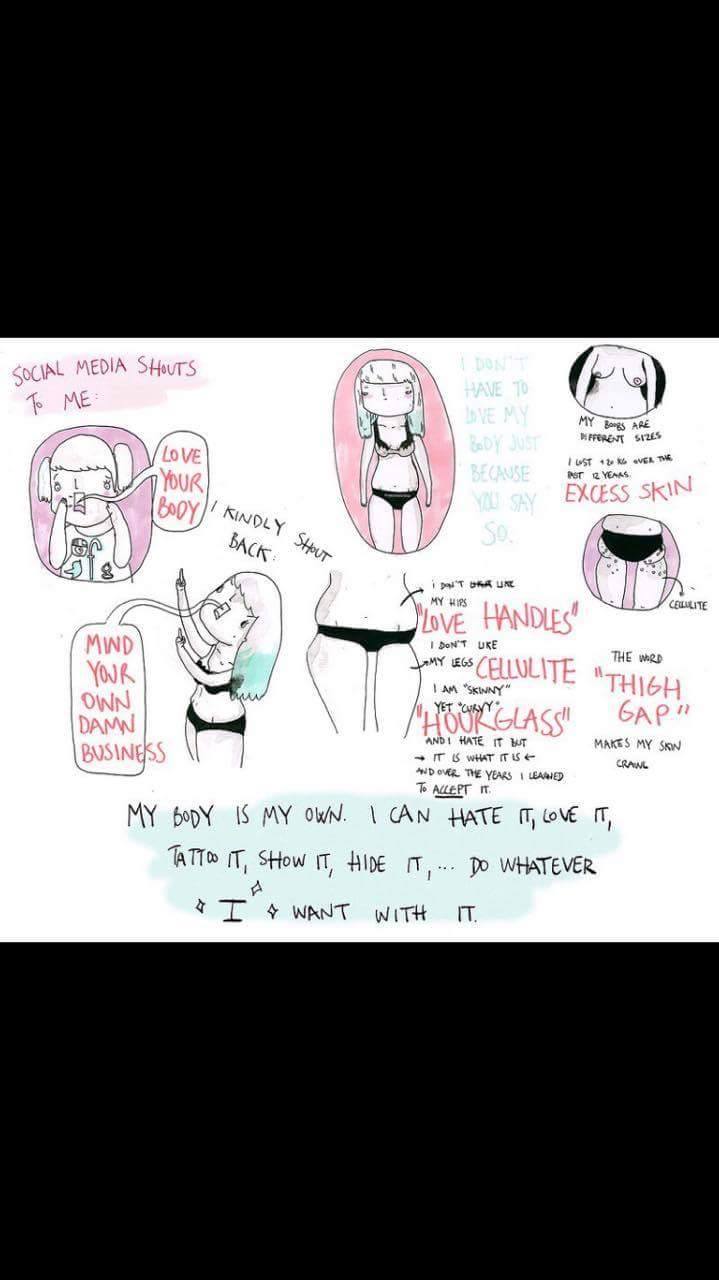 SOCIAL MEDIA SHOUTS
TO ME:
LOVE
YOUR
BODY
I KINDLY SHOUT
BACK:
MIND
YOUR
OWN
DAMN
BUSINESS
I DON'T
HAVE TO
LOVE MY
BODY JUST
BECAUSE
YOU SAY
SO.
MY BOOBS ARE
DIFFERENT SIZES
I LOST ±20 KG OVER THE
PAST 12 YEARS.
EXCESS SKIN
CELLULITE
I DON'T LIKE
MY HIPS
"LOVE HANDLES"
I DON'T LIKE
MY LEGS CELLULITE
I AM "SKINNY"
YET "CURVY"
"HOURGLASS"
AND I HATE IT BUT
→ IT IS WHAT IT IS ←
AND OVER THE YEARS I LEARNED
TO ACCEPT IT.
THE WORD
"THIGH
GAP"
MAKES MY SKIN
CRAWL
MY BODY IS MY OWN. I CAN HATE IT, LOVE IT,
TATTOO IT, SHOW IT, HIDE IT,... DO WHATEVER
I WANT WITH IT.